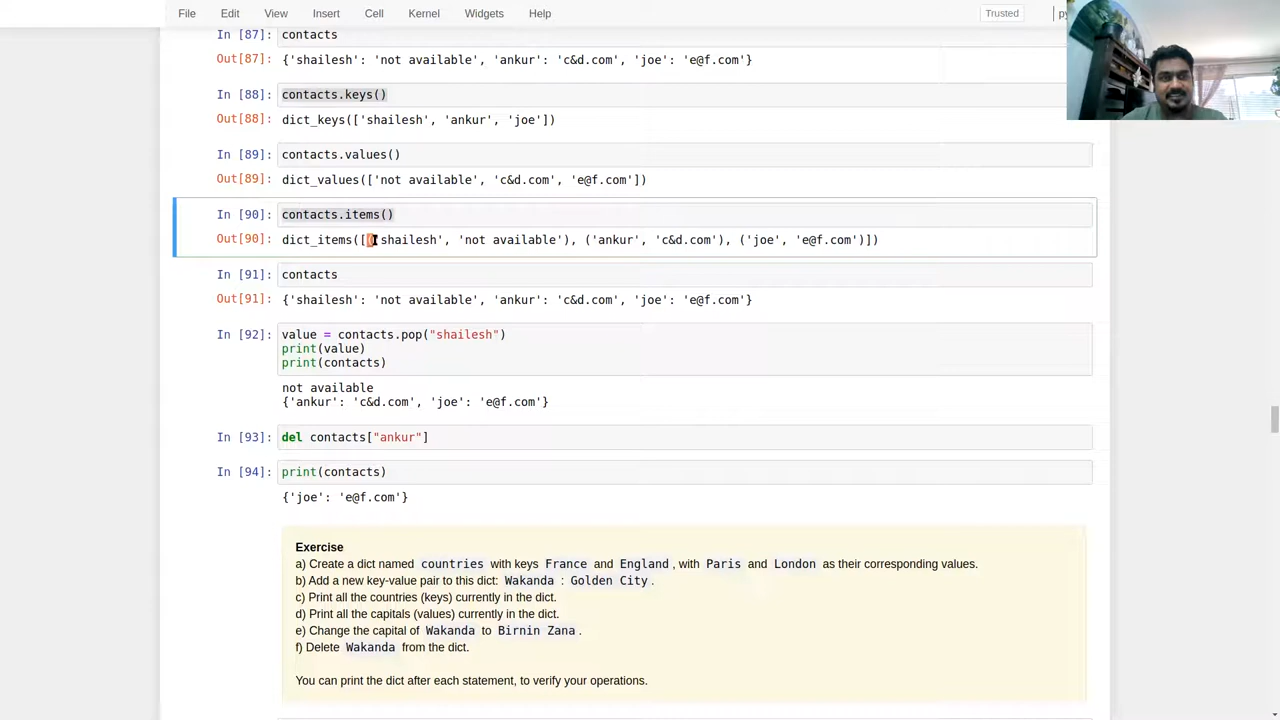 File Edit View Insert Cell Kernel Widgets Help Trusted
In [87]: contacts
Out[87]: {'shailesh': 'not available', 'ankur': 'c&d.com', 'joe': 'e@f.com'}
In [88]: contacts.keys()
Out[88]: dict_keys(['shailesh', 'ankur', 'joe'])
In [89]: contacts.values()
Out[89]: dict_values(['not available', 'c&d.com', 'e@f.com'])
In [90]: contacts.items()
Out[90]: dict_items([('shailesh', 'not available'), ('ankur', 'c&d.com'), ('joe', 'e@f.com')])
In [91]: contacts
Out[91]: {'shailesh': 'not available', 'ankur': 'c&d.com', 'joe': 'e@f.com'}
In [92]: value = contacts.pop("shailesh")
print(value)
print(contacts)
not available
{'ankur': 'c&d.com', 'joe': 'e@f.com'}
In [93]: del contacts["ankur"]
In [94]: print(contacts)
{'joe': 'e@f.com'}
Exercise
a) Create a dict named countries with keys France and England, with Paris and London as their corresponding values.
b) Add a new key-value pair to this dict: Wakanda : Golden City.
c) Print all the countries (keys) currently in the dict.
d) Print all the capitals (values) currently in the dict.
e) Change the capital of Wakanda to Birnin Zana.
f) Delete Wakanda from the dict.
You can print the dict after each statement, to verify your operations.